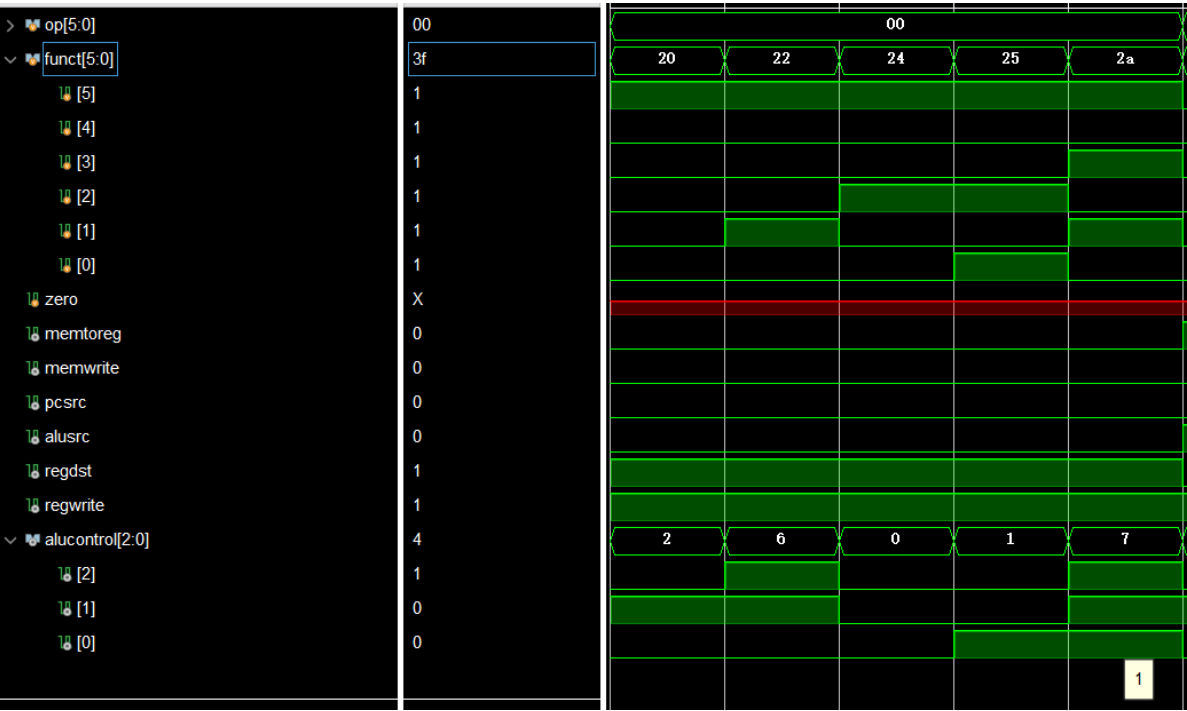 op[5:0] 00 00
funct[5:0] 3f 20 22 24 25 2a
[5] 1
[4] 1
[3] 1
[2] 1
[1] 1
[0] 1
zero X
memtoreg 0
memwrite 0
pcsrc 0
alusrc 0
regdst 1
regwrite 1
alucontrol[2:0] 4 2 6 0 1 7
[2] 1
[1] 0
[0] 0
1